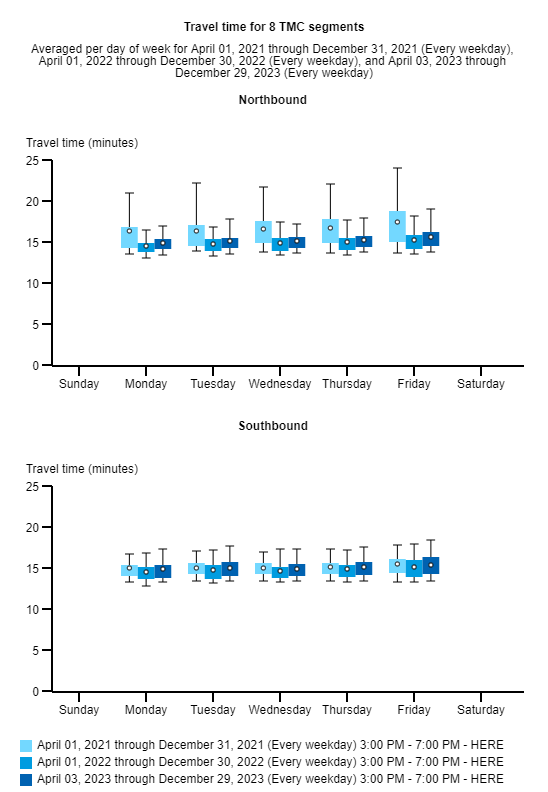 Travel time for 8 TMC segments
Averaged per day of week for April 01, 2021 through December 31, 2021 (Every weekday),
April 01, 2022 through December 30, 2022 (Every weekday), and April 03, 2023 through
December 29, 2023 (Every weekday)
Northbound
Travel time (minutes)
25
20
15
10
5
0
Sunday Monday Tuesday Wednesday Thursday Friday Saturday
Southbound
Travel time (minutes)
25
20
15
10
5
0
Sunday Monday Tuesday Wednesday Thursday Friday Saturday
April 01, 2021 through December 31, 2021 (Every weekday) 3:00 PM - 7:00 PM - HERE
April 01, 2022 through December 30, 2022 (Every weekday) 3:00 PM - 7:00 PM - HERE
April 03, 2023 through December 29, 2023 (Every weekday) 3:00 PM - 7:00 PM - HERE